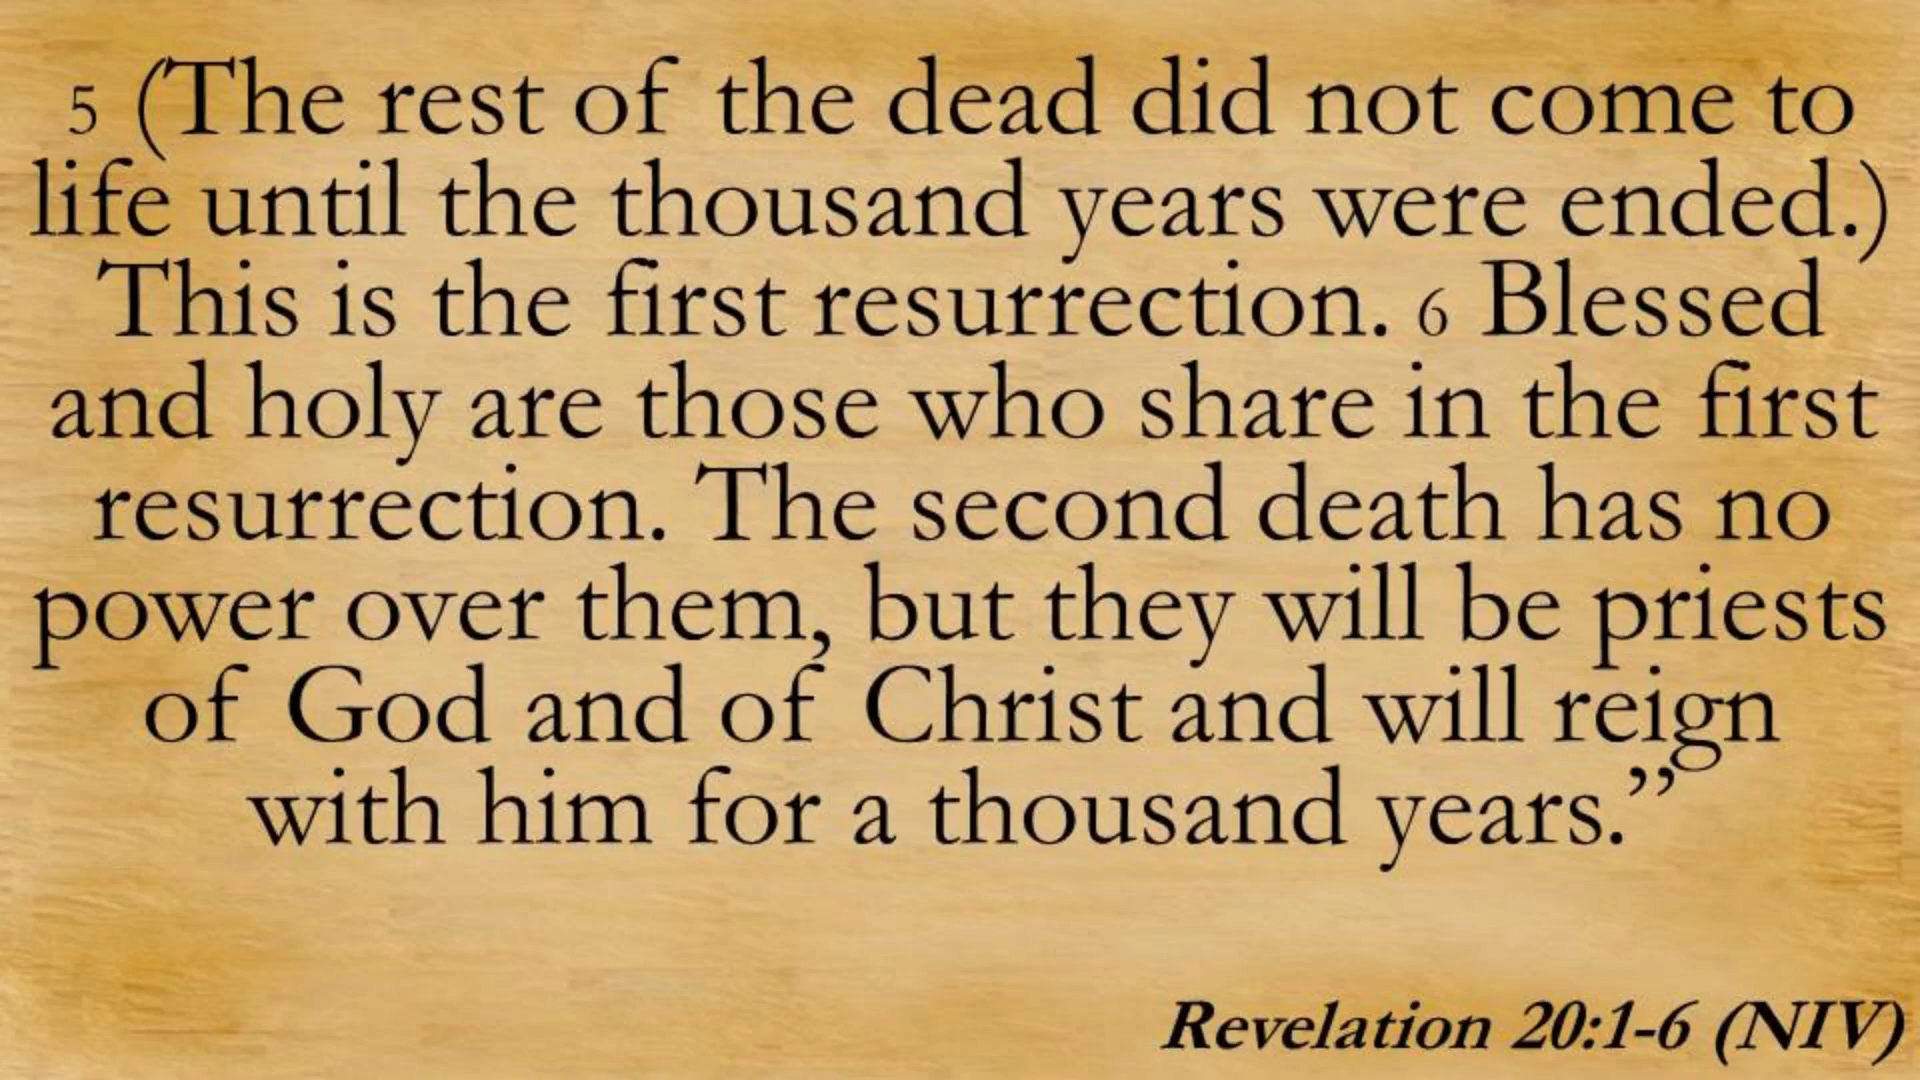 5 (The rest of the dead did not come to
life until the thousand years were ended.)
This is the first resurrection. 6 Blessed
and holy are those who share in the first
resurrection. The second death has no
power over them, but they will be priests
of God and of Christ and will reign
with him for a thousand years.”
Revelation 20:1-6 (NIV)